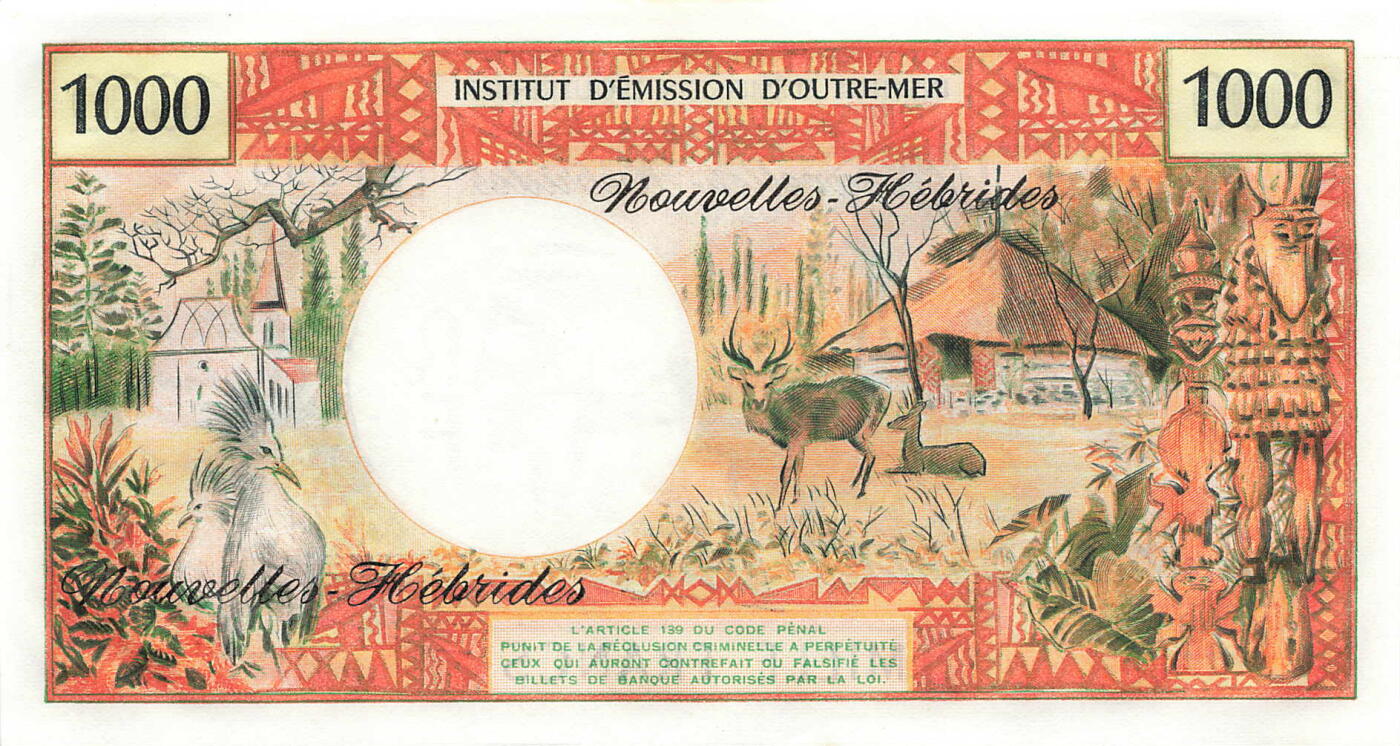 1000
INSTITUT D'ÉMISSION D'OUTRE-MER
1000
Nouvelles-Hébrides
Nouvelles-Hébrides
L'ARTICLE 139 DU CODE PÉNAL
PUNIT DE LA RÉCLUSION CRIMINELLE A PERPÉTUITÉ
CEUX QUI AURONT CONTREFAIT OU FALSIFIÉ LES
BILLETS DE BANQUE AUTORISÉS PAR LA LOI.